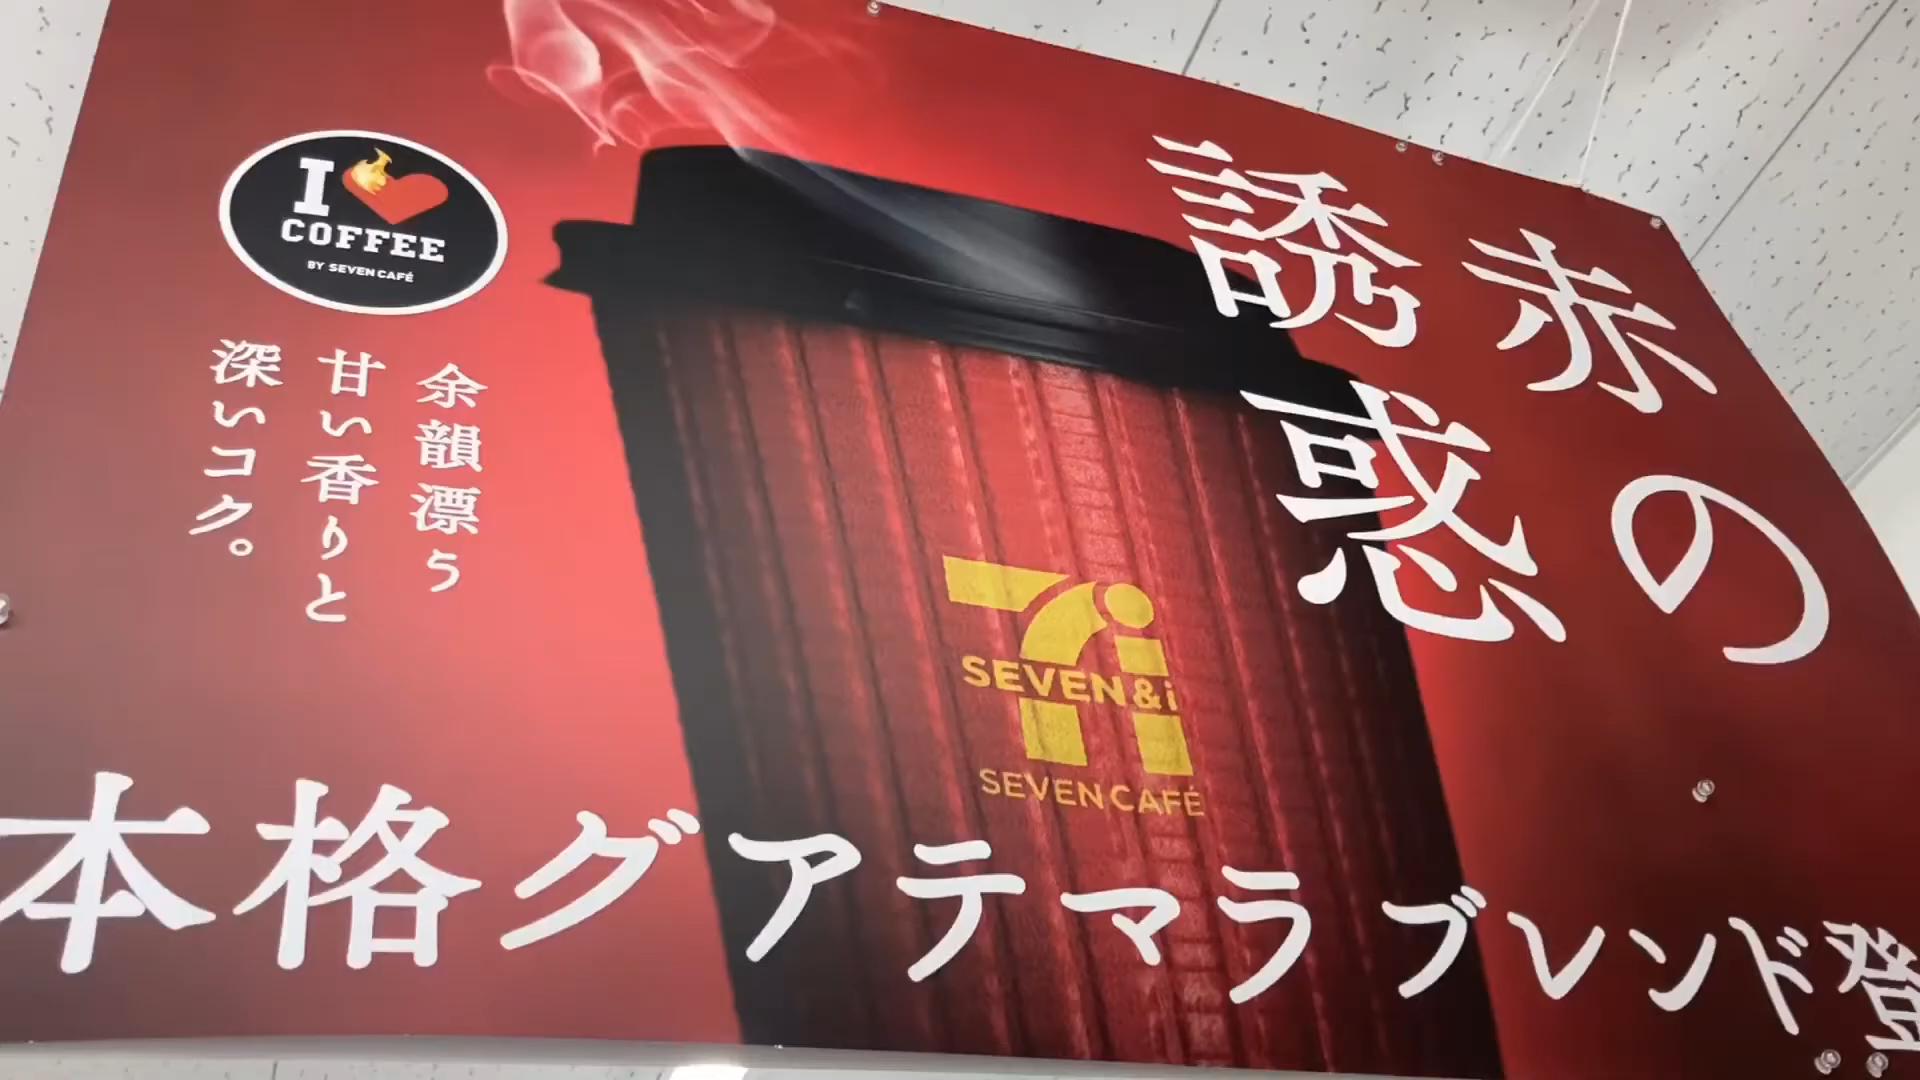 赤の
誘惑
I
COFFEE
BY SEVEN CAFÉ
余韻漂う
甘い香りと
深いコク。
SEVEN&i
SEVEN CAFÉ
本格グアテマラブレンド登